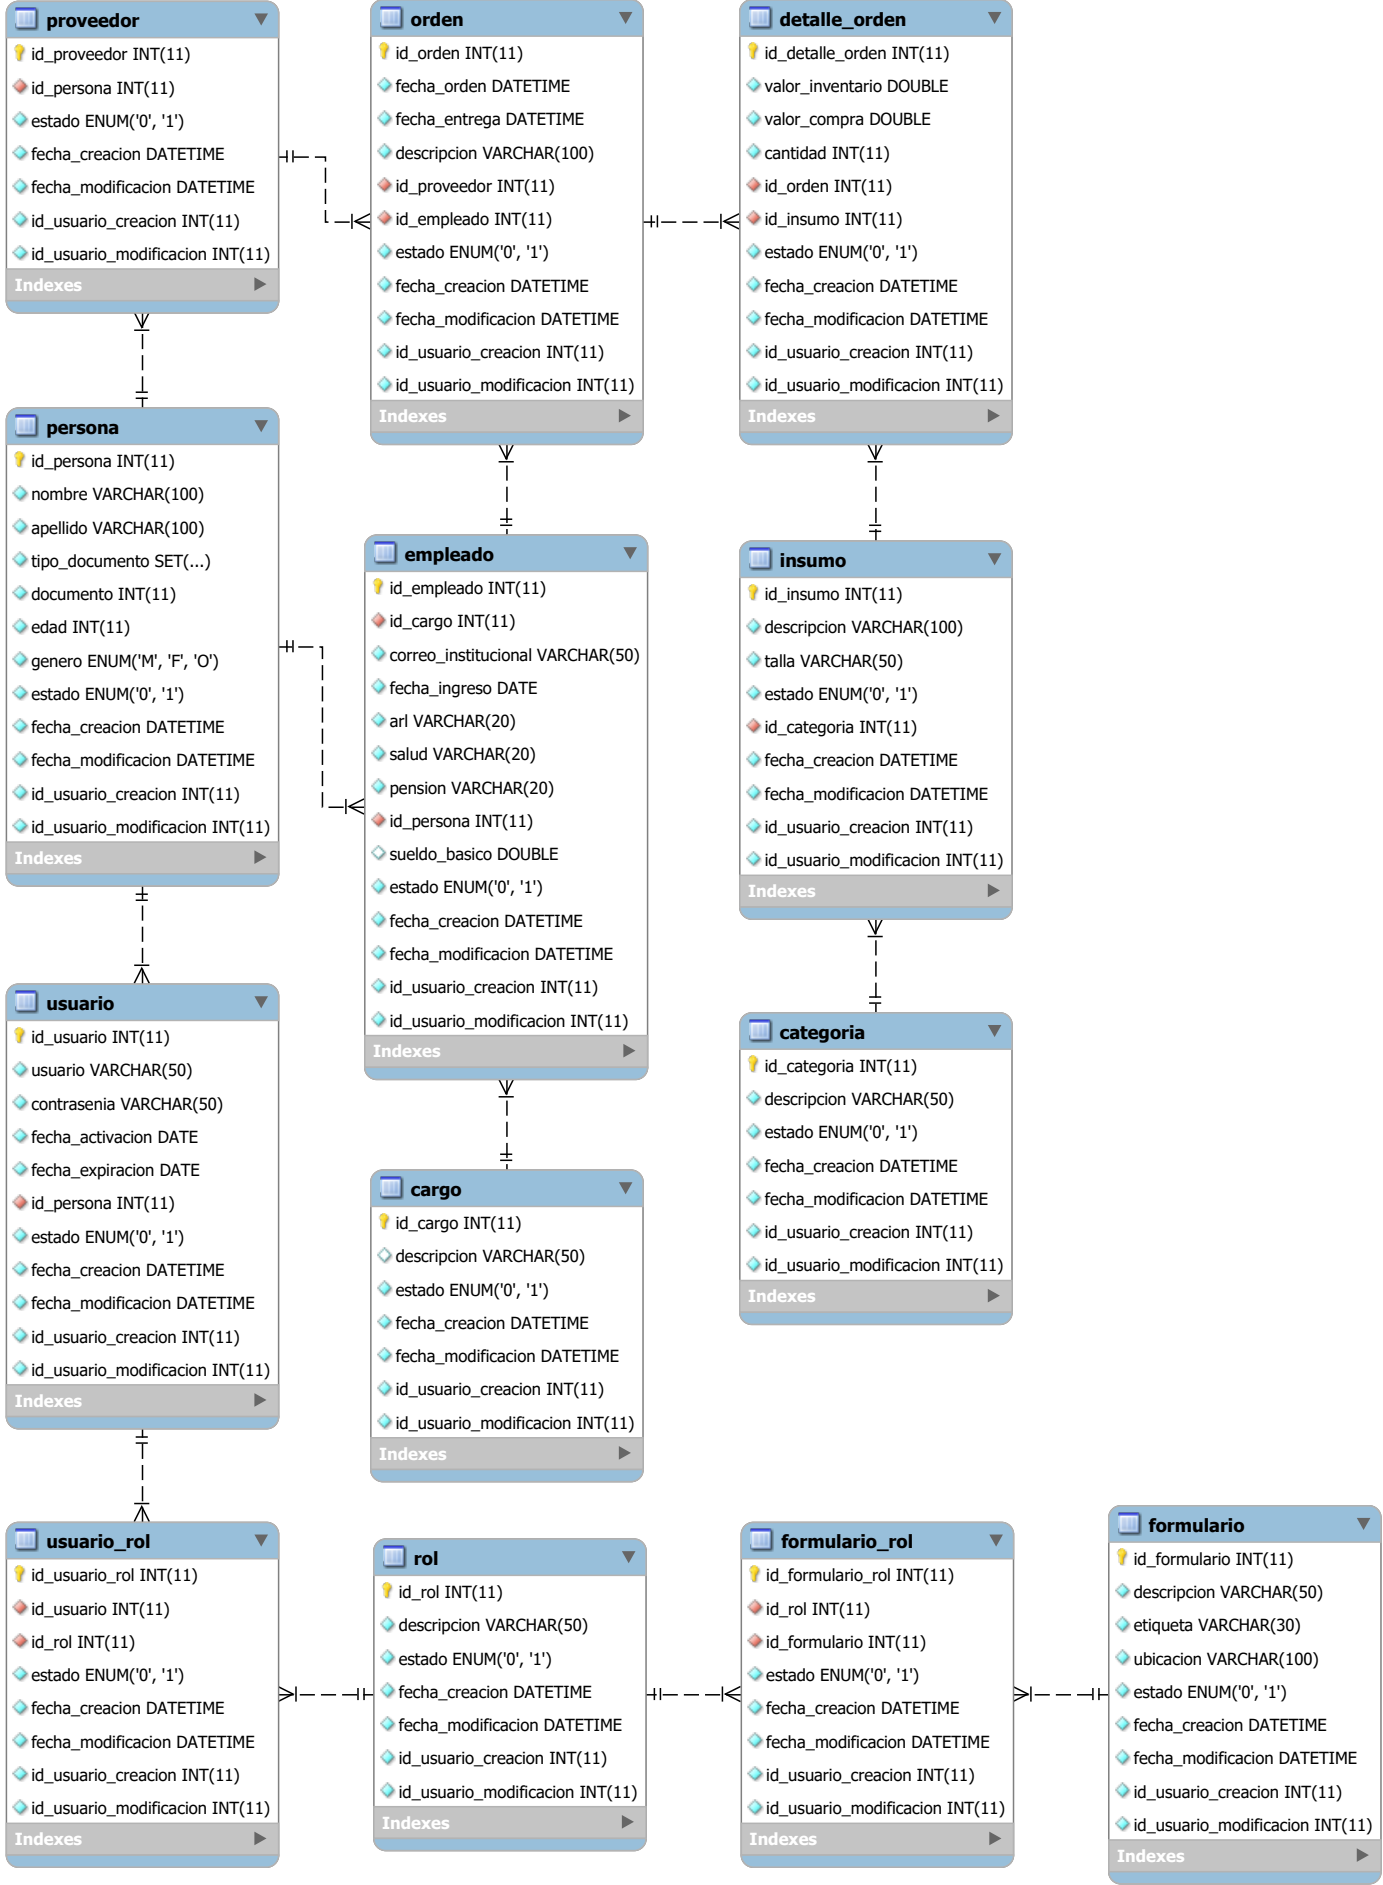 proveedor
id_proveedor INT(11)
id_persona INT(11)
estado ENUM('0', '1')
fecha_creacion DATETIME
fecha_modificacion DATETIME
id_usuario_creacion INT(11)
id_usuario_modificacion INT(11)
Indexes
orden
id_orden INT(11)
fecha_orden DATETIME
fecha_entrega DATETIME
descripcion VARCHAR(100)
id_proveedor INT(11)
id_empleado INT(11)
estado ENUM('0', '1')
fecha_creacion DATETIME
fecha_modificacion DATETIME
id_usuario_creacion INT(11)
id_usuario_modificacion INT(11)
Indexes
detalle_orden
id_detalle_orden INT(11)
valor_inventario DOUBLE
valor_compra DOUBLE
cantidad INT(11)
id_orden INT(11)
id_insumo INT(11)
estado ENUM('0', '1')
fecha_creacion DATETIME
fecha_modificacion DATETIME
id_usuario_creacion INT(11)
id_usuario_modificacion INT(11)
Indexes
persona
id_persona INT(11)
nombre VARCHAR(100)
apellido VARCHAR(100)
tipo_documento SET(...)
documento INT(11)
edad INT(11)
genero ENUM('M', 'F', 'O')
estado ENUM('0', '1')
fecha_creacion DATETIME
fecha_modificacion DATETIME
id_usuario_creacion INT(11)
id_usuario_modificacion INT(11)
Indexes
empleado
id_empleado INT(11)
id_cargo INT(11)
correo_institucional VARCHAR(50)
fecha_ingreso DATE
arl VARCHAR(20)
salud VARCHAR(20)
pension VARCHAR(20)
id_persona INT(11)
sueldo_basico DOUBLE
estado ENUM('0', '1')
fecha_creacion DATETIME
fecha_modificacion DATETIME
id_usuario_creacion INT(11)
id_usuario_modificacion INT(11)
Indexes
insumo
id_insumo INT(11)
descripcion VARCHAR(100)
talla VARCHAR(50)
estado ENUM('0', '1')
id_categoria INT(11)
fecha_creacion DATETIME
fecha_modificacion DATETIME
id_usuario_creacion INT(11)
id_usuario_modificacion INT(11)
Indexes
usuario
id_usuario INT(11)
usuario VARCHAR(50)
contrasenia VARCHAR(50)
fecha_activacion DATE
fecha_expiracion DATE
id_persona INT(11)
estado ENUM('0', '1')
fecha_creacion DATETIME
fecha_modificacion DATETIME
id_usuario_creacion INT(11)
id_usuario_modificacion INT(11)
Indexes
cargo
id_cargo INT(11)
descripcion VARCHAR(50)
estado ENUM('0', '1')
fecha_creacion DATETIME
fecha_modificacion DATETIME
id_usuario_creacion INT(11)
id_usuario_modificacion INT(11)
Indexes
categoria
id_categoria INT(11)
descripcion VARCHAR(50)
estado ENUM('0', '1')
fecha_creacion DATETIME
fecha_modificacion DATETIME
id_usuario_creacion INT(11)
id_usuario_modificacion INT(11)
Indexes
usuario_rol
id_usuario_rol INT(11)
id_usuario INT(11)
id_rol INT(11)
estado ENUM('0', '1')
fecha_creacion DATETIME
fecha_modificacion DATETIME
id_usuario_creacion INT(11)
id_usuario_modificacion INT(11)
Indexes
rol
id_rol INT(11)
descripcion VARCHAR(50)
estado ENUM('0', '1')
fecha_creacion DATETIME
fecha_modificacion DATETIME
id_usuario_creacion INT(11)
id_usuario_modificacion INT(11)
Indexes
formulario_rol
id_formulario_rol INT(11)
id_rol INT(11)
id_formulario INT(11)
estado ENUM('0', '1')
fecha_creacion DATETIME
fecha_modificacion DATETIME
id_usuario_creacion INT(11)
id_usuario_modificacion INT(11)
Indexes
formulario
id_formulario INT(11)
descripcion VARCHAR(50)
etiqueta VARCHAR(30)
ubicacion VARCHAR(100)
estado ENUM('0', '1')
fecha_creacion DATETIME
fecha_modificacion DATETIME
id_usuario_creacion INT(11)
id_usuario_modificacion INT(11)
Indexes